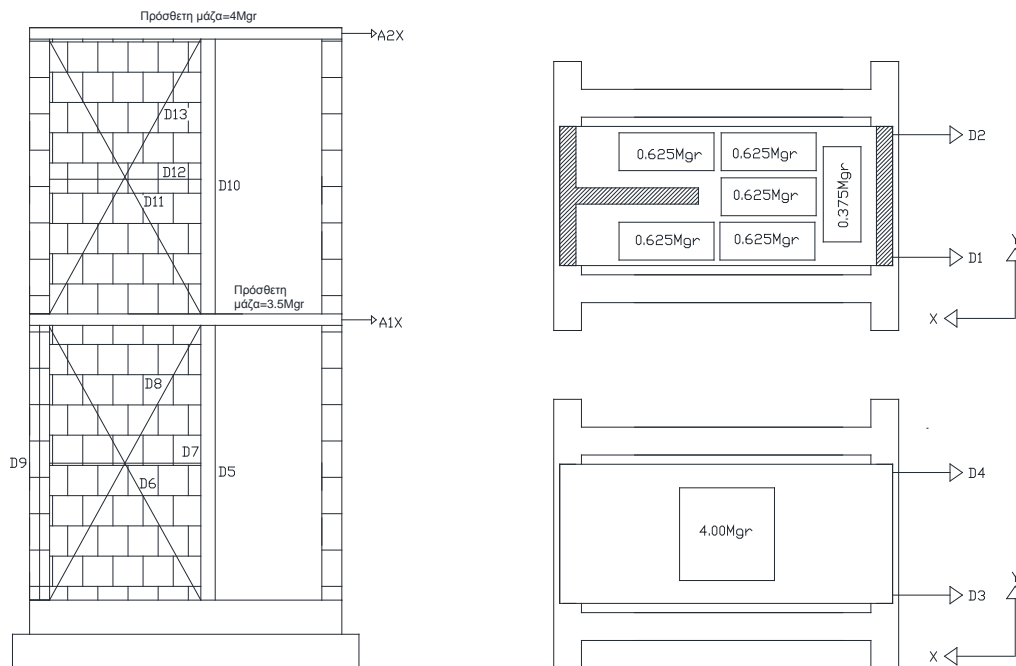 Πρόσθετη μάζα=4Mgr
A2X
D13
D12
D11
D10
Πρόσθετη
μάζα=3.5Mgr
A1X
D8
D7
D9
D6
D5
0.625Mgr
0.625Mgr
0.625Mgr
0.625Mgr
0.625Mgr
0.375Mgr
D2
D1
Y
X
4.00Mgr
D4
D3
Y
X